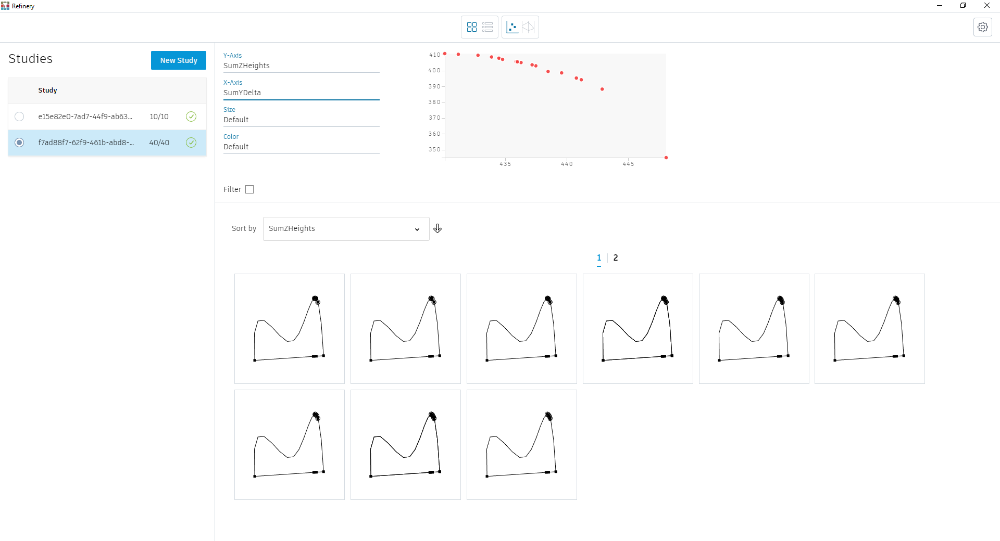 Refinery
Studies
New Study
Study
e15e82e0-7ad7-44f9-ab63... 10/10
f7ad88f7-62f9-461b-abd8-... 40/40
Y-Axis
SumZHeights
X-Axis
SumYDelta
Size
Default
Color
Default
410
400
390
380
370
360
350
435 440 445
Filter
Sort by SumZHeights
1 2